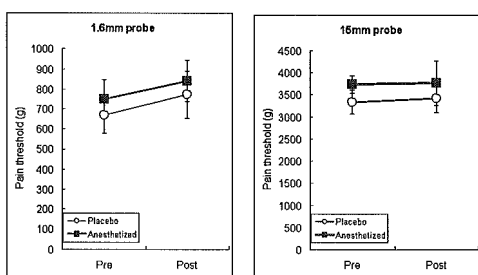 1.6mm probe
1000
900
800
700
600
500
400
300
200
100
0
Pain threshold (g)
Placebo
Anesthetized
Pre
Post
15mm probe
4500
4000
3500
3000
2500
2000
1500
1000
500
0
Pain threshold (g)
Placebo
Anesthetized
Pre
Post